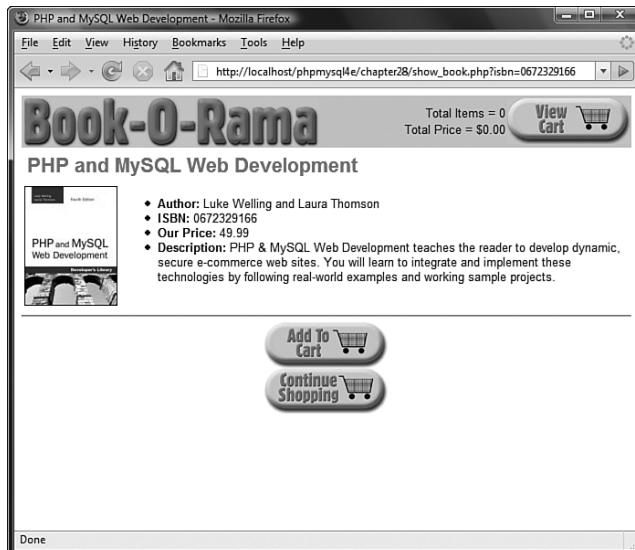 PHP and MySQL Web Development - Mozilla Firefox
File Edit View History Bookmarks Tools Help
http://localhost/phpmysql4e/chapter28/show_book.php?isbn=0672329166
Book-O-Rama
Total Items = 0
Total Price = $0.00
View
Cart
PHP and MySQL Web Development
Fourth Edition
PHP and MySQL
Web Development
Developer's Library
Author: Luke Welling and Laura Thomson
ISBN: 0672329166
Our Price: 49.99
Description: PHP & MySQL Web Development teaches the reader to develop dynamic,
secure e-commerce web sites. You will learn to integrate and implement these
technologies by following real-world examples and working sample projects.
Add To
Cart
Continue
Shopping
Done